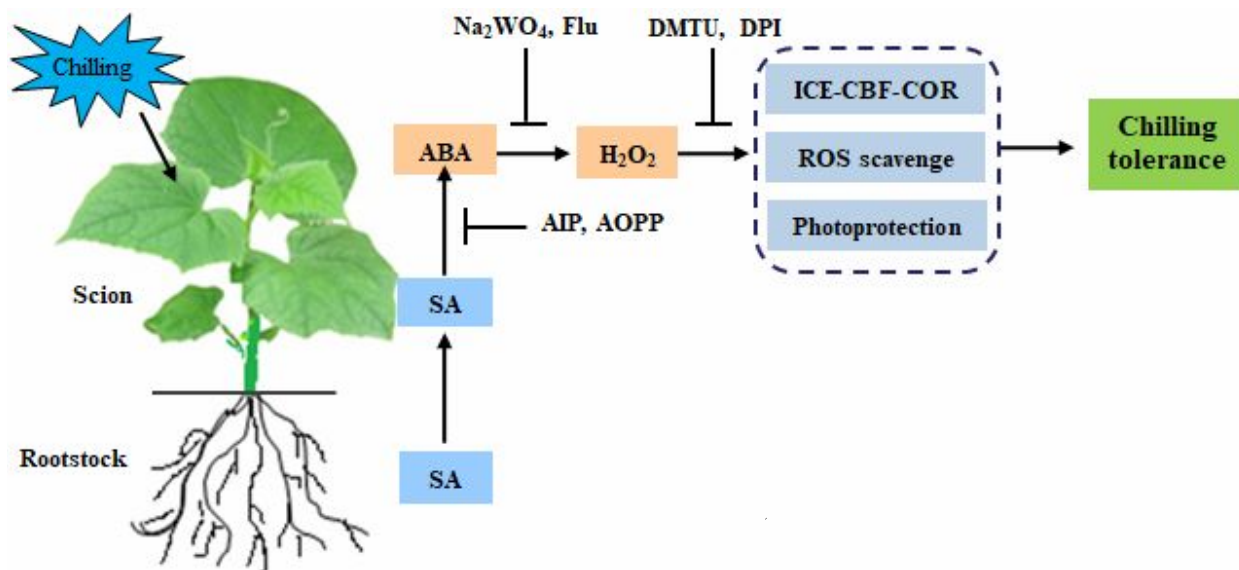 Chilling
Na₂WO₄, Flu
DMTU, DPI
ABA
H₂O₂
ICE-CBF-COR
ROS scavenge
Photoprotection
Chilling
tolerance
AIP, AOPP
Scion
SA
Rootstock
SA